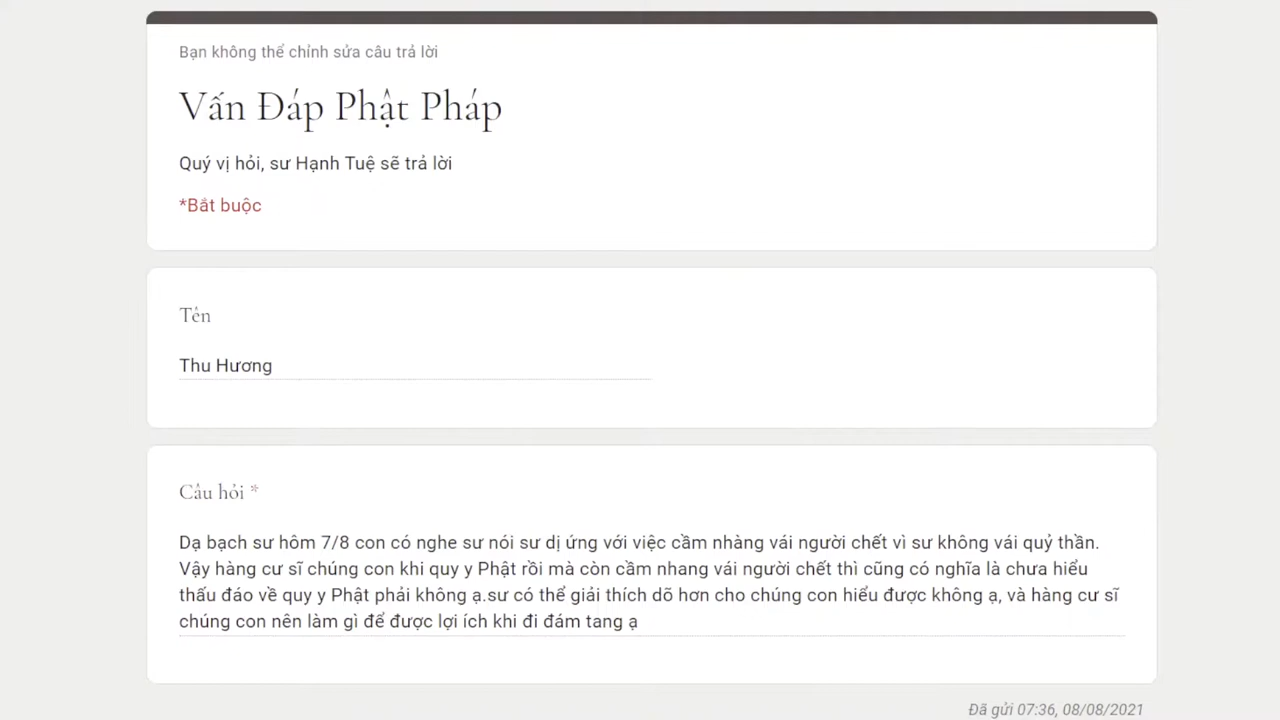 Bạn không thể chỉnh sửa câu trả lời
Vấn Đáp Phật Pháp
Quý vị hỏi, sư Hạnh Tuệ sẽ trả lời
*Bắt buộc
Tên
Thu Hương
Câu hỏi *
Dạ bạch sư hôm 7/8 con có nghe sư nói sư dị ứng với việc cầm nhàng vái người chết vì sư không vái quỷ thần.
Vậy hàng cư sĩ chúng con khi quy y Phật rồi mà còn cầm nhang vái người chết thì cũng có nghĩa là chưa hiểu
thấu đáo về quy y Phật phải không ạ.sư có thể giải thích dõ hơn cho chúng con hiểu được không ạ, và hàng cư sĩ
chúng con nên làm gì để được lợi ích khi đi đám tang ạ
Đã gửi 07:36, 08/08/2021